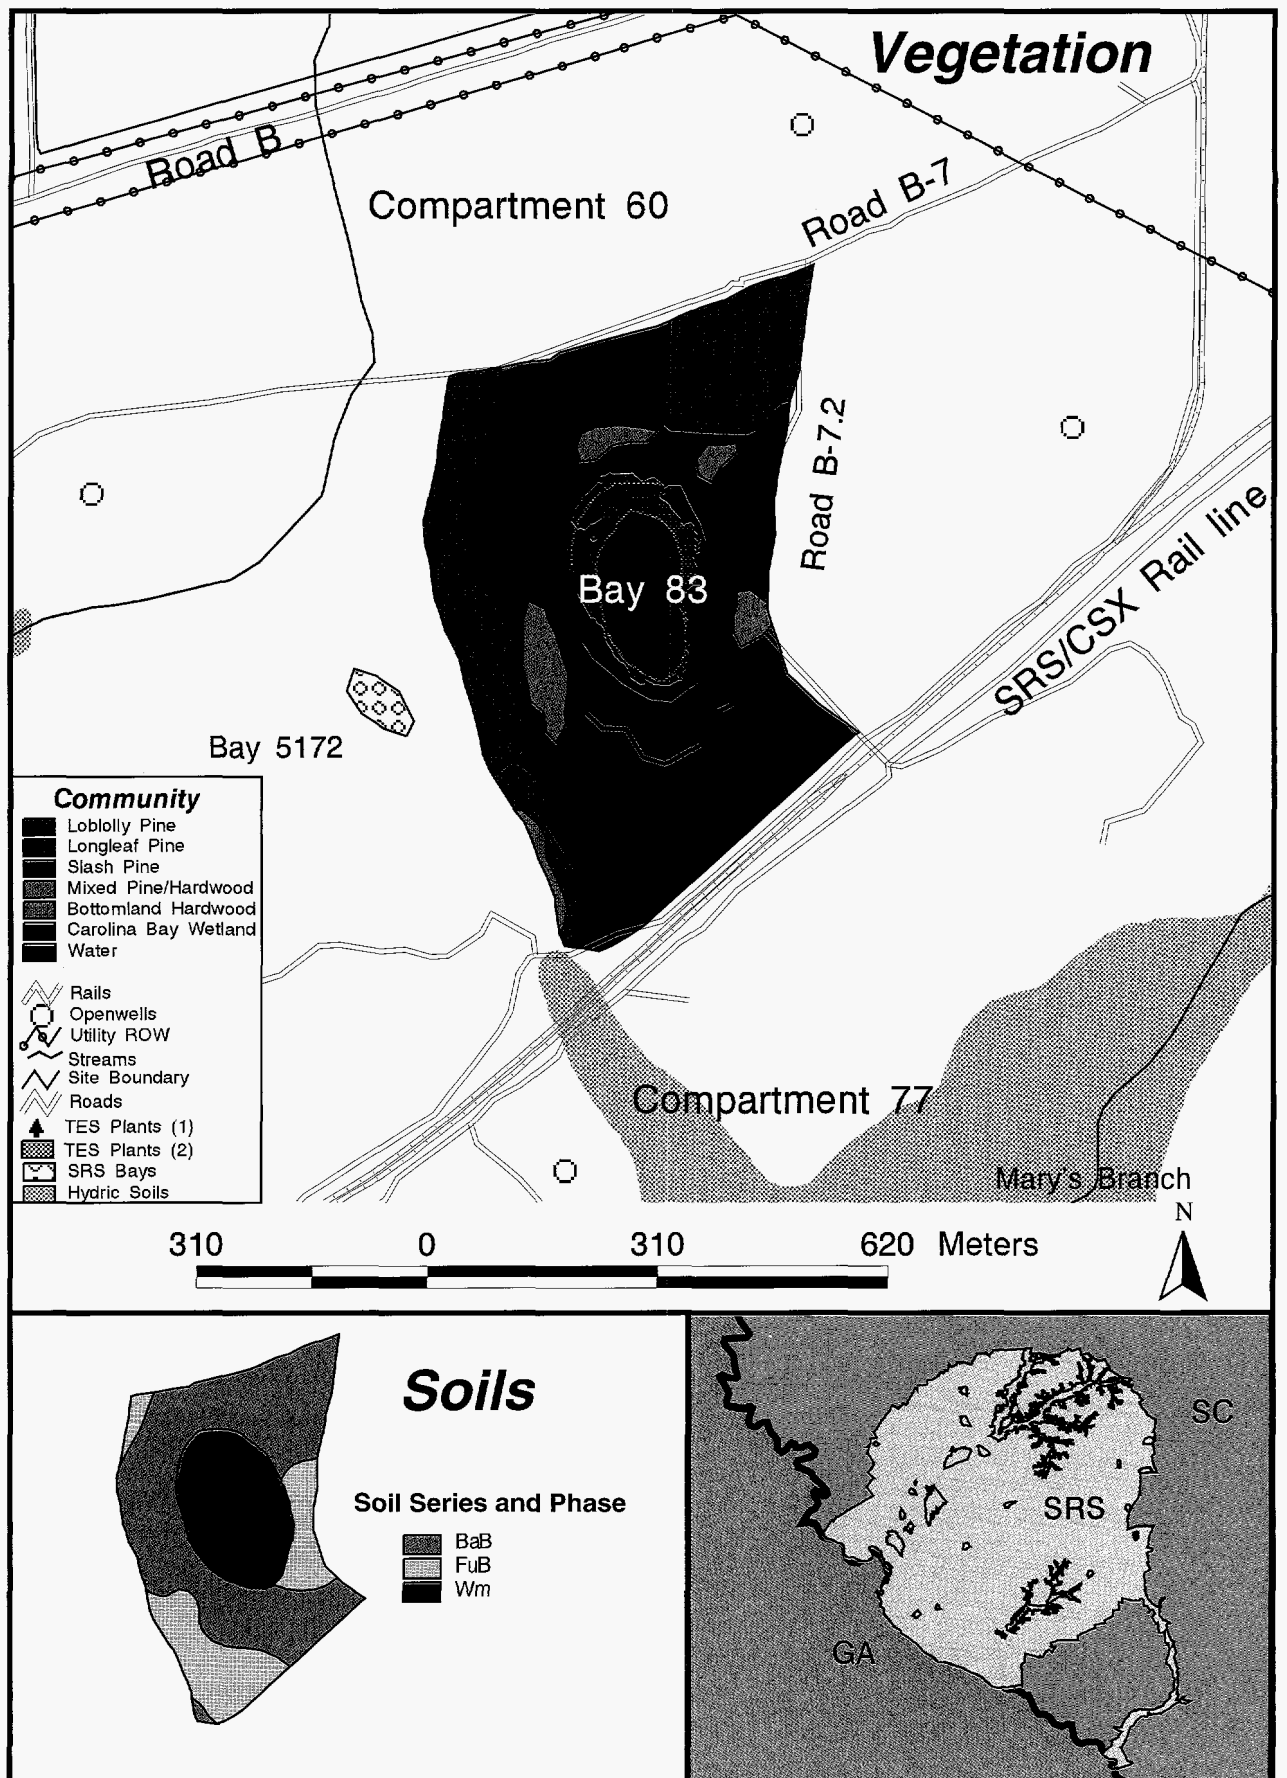 Vegetation
Road B
Compartment 60
Road B-7
Road B-7.2
Bay 83
SRS/CSX Rail line
Bay 5172
Community
Loblolly Pine
Longleaf Pine
Slash Pine
Mixed Pine/Hardwood
Bottomland Hardwood
Carolina Bay Wetland
Water
Rails
Openwells
Utility ROW
Streams
Site Boundary
Roads
TES Plants (1)
TES Plants (2)
SRS Bays
Hydric Soils
Compartment 77
Mary's Branch
N
310 0 310 620 Meters
Soils
Soil Series and Phase
BaB
FuB
Wm
SC
SRS
GA